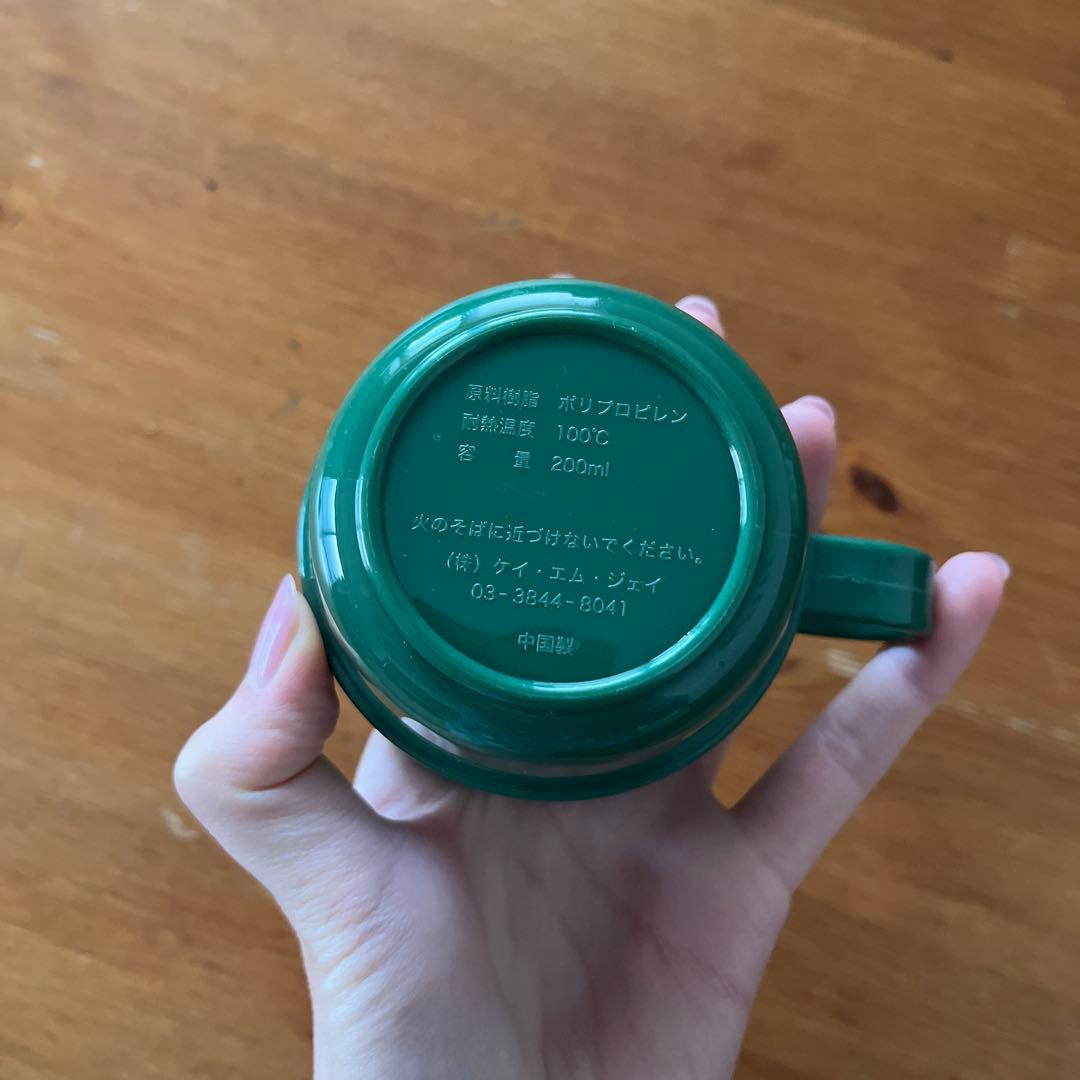 原料樹脂 ポリプロピレン
耐熱温度 100℃
容 量 200ml
火のそばに近づけないでください。
(株) ケイ・エム・ジェイ
03-3844-8041
中国製